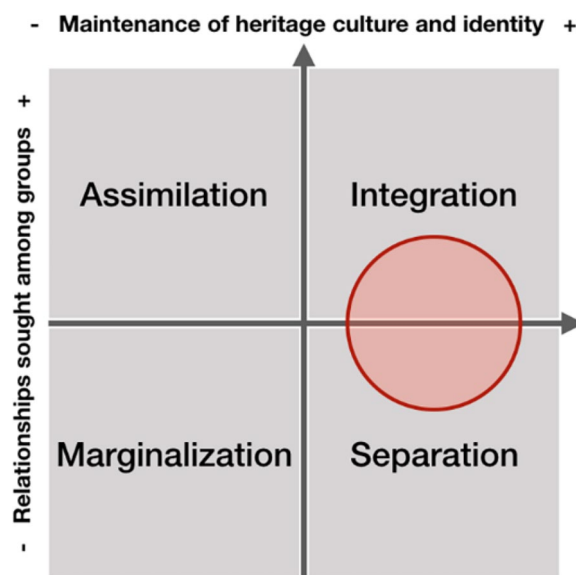 - Maintenance of heritage culture and identity +
- Relationships sought among groups +
Assimilation
Integration
Marginalization
Separation